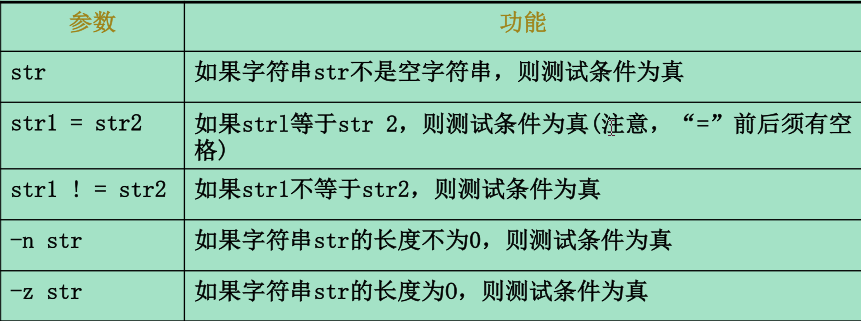 参数 功能
str 如果字符串str不是空字符串，则测试条件为真
str1 = str2 如果strl等于str 2，则测试条件为真(注意，“=”前后须有空
格)
str1 ! = str2 如果str1不等于str2，则测试条件为真
-n str 如果字符串str的长度不为0，则测试条件为真
-z str 如果字符串str的长度为0，则测试条件为真